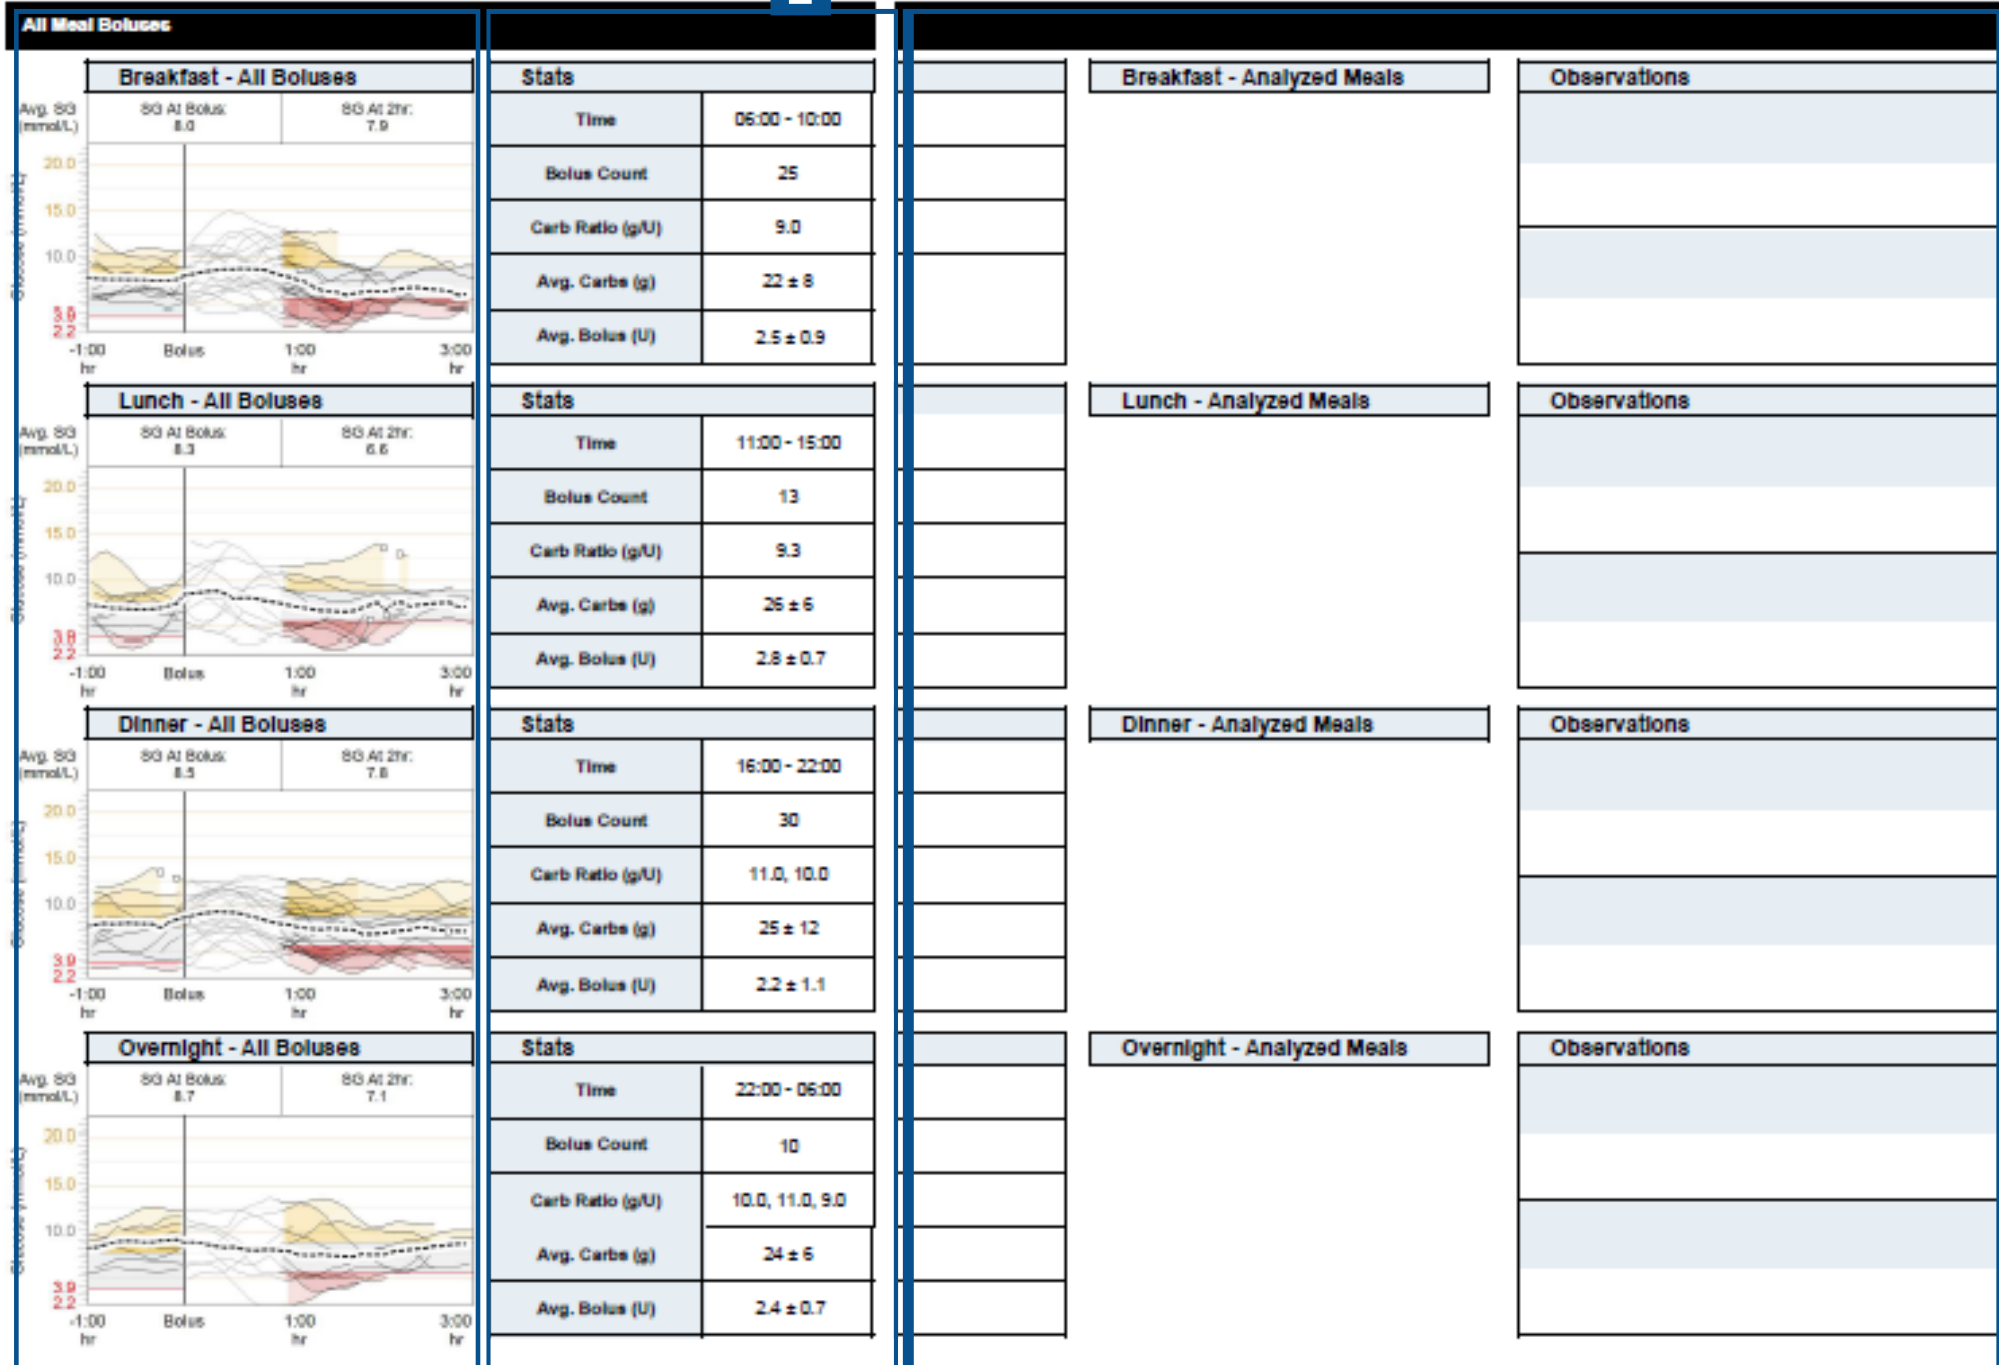 All Meal Boluses
Breakfast - All Boluses
Avg. SG (mmol/L)
SG At Bolus: 8.0
SG At 2hr: 7.9
20.0
15.0
10.0
3.9
2.2
-1:00 hr
Bolus
1:00 hr
3:00 hr
Stats
Time 06:00 - 10:00
Bolus Count 25
Carb Ratio (g/U) 9.0
Avg. Carbs (g) 22 ± 8
Avg. Bolus (U) 2.5 ± 0.9
Breakfast - Analyzed Meals
Observations
Lunch - All Boluses
Avg. SG (mmol/L)
SG At Bolus: 8.3
SG At 2hr: 6.6
20.0
15.0
10.0
3.9
2.2
-1:00 hr
Bolus
1:00 hr
3:00 hr
Stats
Time 11:00 - 15:00
Bolus Count 13
Carb Ratio (g/U) 9.3
Avg. Carbs (g) 26 ± 6
Avg. Bolus (U) 2.8 ± 0.7
Lunch - Analyzed Meals
Observations
Dinner - All Boluses
Avg. SG (mmol/L)
SG At Bolus: 8.5
SG At 2hr: 7.8
20.0
15.0
10.0
3.9
2.2
-1:00 hr
Bolus
1:00 hr
3:00 hr
Stats
Time 16:00 - 22:00
Bolus Count 30
Carb Ratio (g/U) 11.0, 10.0
Avg. Carbs (g) 25 ± 12
Avg. Bolus (U) 2.2 ± 1.1
Dinner - Analyzed Meals
Observations
Overnight - All Boluses
Avg. SG (mmol/L)
SG At Bolus: 8.7
SG At 2hr: 7.1
20.0
15.0
10.0
3.9
2.2
-1:00 hr
Bolus
1:00 hr
3:00 hr
Stats
Time 22:00 - 06:00
Bolus Count 10
Carb Ratio (g/U) 10.0, 11.0, 9.0
Avg. Carbs (g) 24 ± 6
Avg. Bolus (U) 2.4 ± 0.7
Overnight - Analyzed Meals
Observations